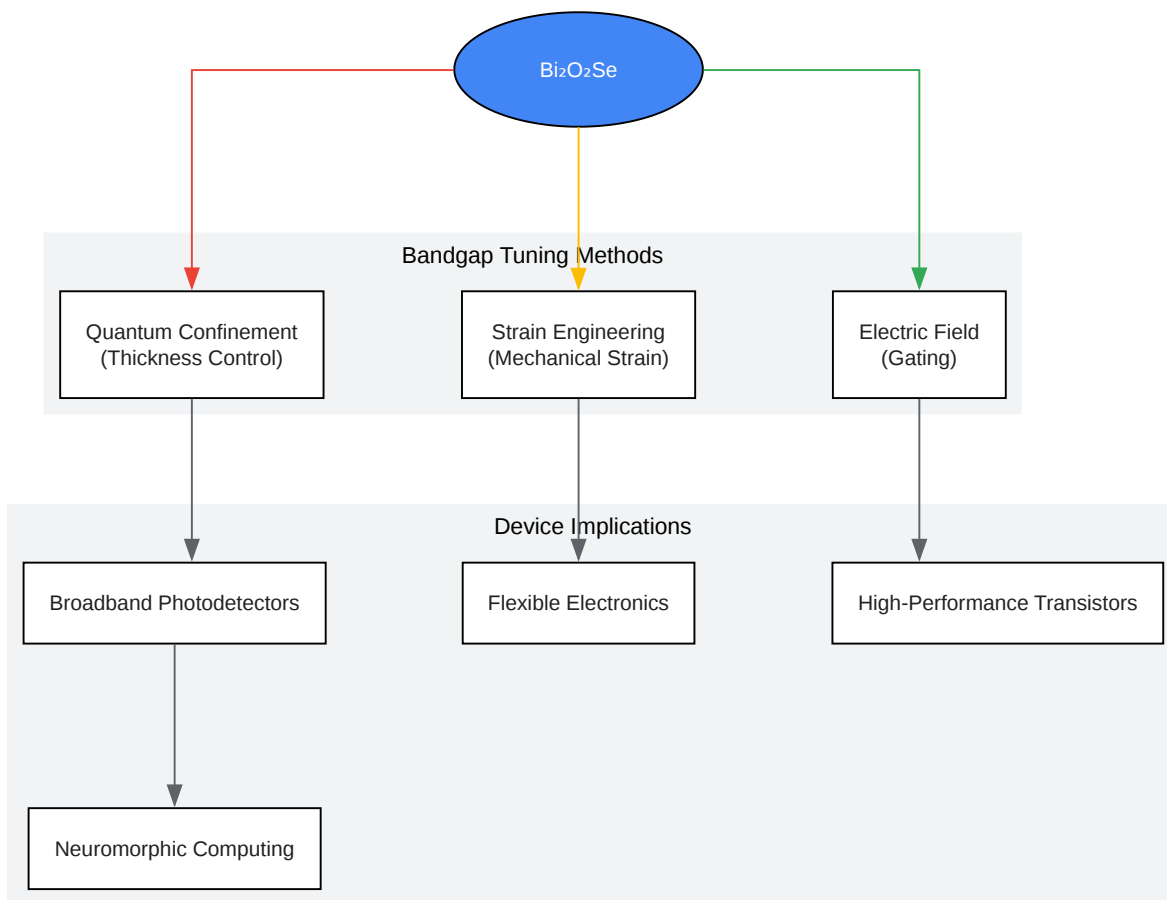 Bi₂O₂Se
Bandgap Tuning Methods
Quantum Confinement
(Thickness Control)
Strain Engineering
(Mechanical Strain)
Electric Field
(Gating)
Device Implications
Broadband Photodetectors
Flexible Electronics
High-Performance Transistors
Neuromorphic Computing